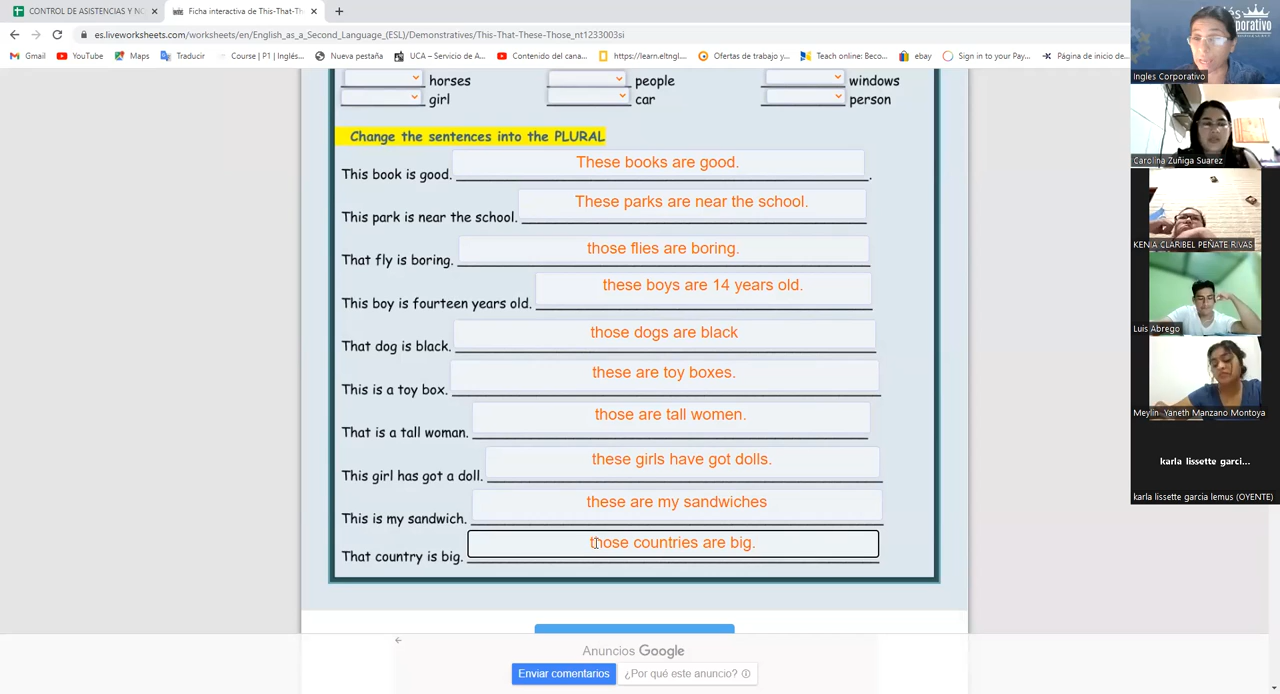 CONTROL DE ASISTENCIAS Y NO
Ficha interactiva de This-That-Th
es.liveworksheets.com/worksheets/en/English_as_a_Second_Language_(ESL)/Demonstratives/This-That-These-Those_nt1233003si
Gmail YouTube Maps Traducir Course | P1 | Inglés... Nueva pestaña UCA – Servicio de A... Contenido del cana... https://learn.eltngl.... Ofertas de trabajo y... Teach online: Beco... ebay Sign in to your Pay... Página de inicio de...
horses people windows
girl car person
Change the sentences into the PLURAL
This book is good. These books are good. .
This park is near the school. These parks are near the school.
That fly is boring. those flies are boring.
This boy is fourteen years old. these boys are 14 years old.
That dog is black. those dogs are black
This is a toy box. these are toy boxes.
That is a tall woman. those are tall women.
This girl has got a doll. these girls have got dolls.
This is my sandwich. these are my sandwiches
That country is big. those countries are big.
Anuncios Google
Enviar comentarios ¿Por qué este anuncio?
Ingles Corporativo
Carolina Zuñiga Suarez
KENIA CLARIBEL PEÑATE RIVAS
Luis Abrego
Meylin Yaneth Manzano Montoya
karla lissette garci...
karla lissette garcia lemus (OYENTE)